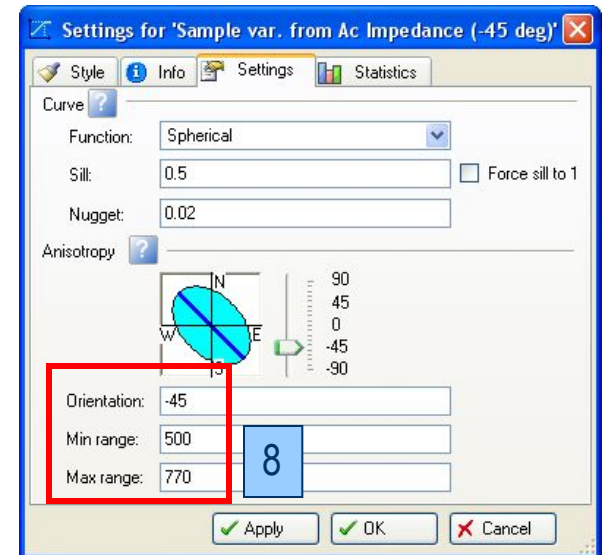 Settings for 'Sample var. from Ac Impedance (-45 deg)'
Style Info Settings Statistics
Curve ?
Function: Spherical
Sill: 0.5 Force sill to 1
Nugget: 0.02
Anisotropy ?
N
W E
S
90
45
0
-45
-90
Orientation: -45
Min range: 500
8
Max range: 770
Apply OK Cancel